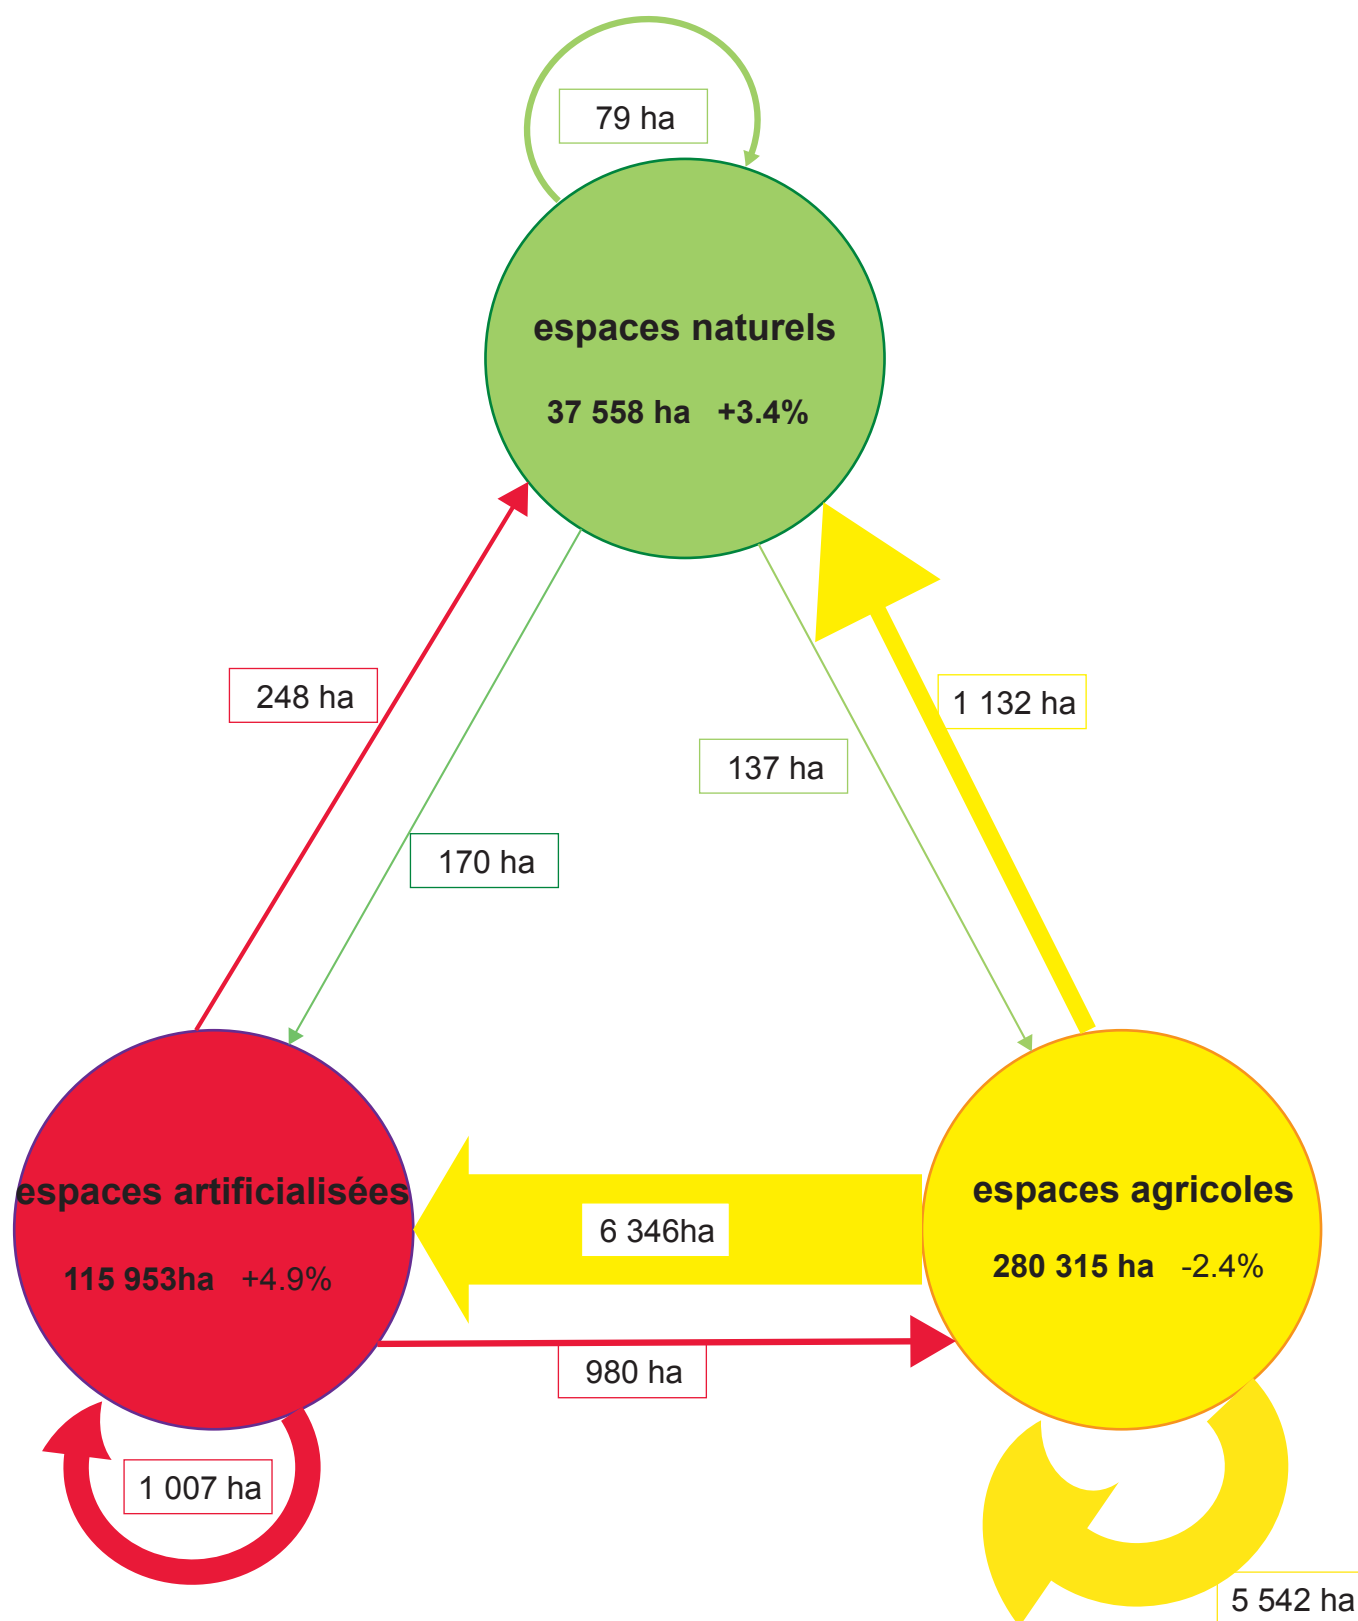 79 ha
espaces naturels
37 558 ha +3.4%
248 ha
1 132 ha
137 ha
170 ha
espaces artificialisées
115 953ha +4.9%
6 346ha
espaces agricoles
280 315 ha -2.4%
980 ha
1 007 ha
5 542 ha